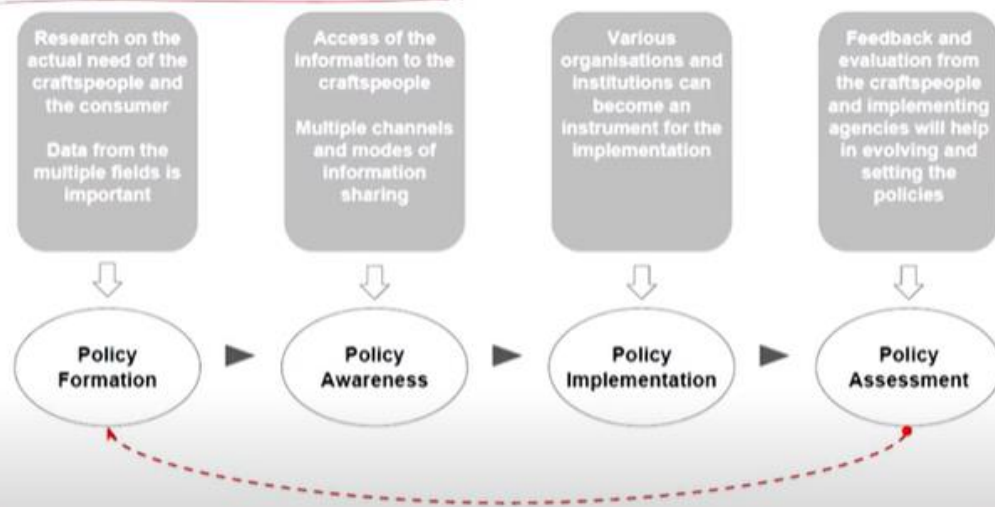 Research on the
actual need of the
craftspeople and
the consumer
Data from the
multiple fields is
important
Access of the
information to the
craftspeople
Multiple channels
and modes of
information
sharing
Various
organisations and
institutions can
become an
instrument for the
implementation
Feedback and
evaluation from
the craftspeople
and implementing
agencies will help
in evolving and
setting the
policies
Policy
Formation
Policy
Awareness
Policy
Implementation
Policy
Assessment